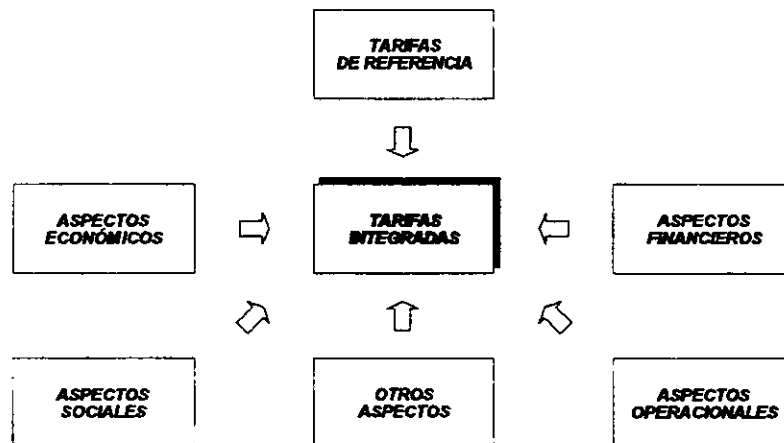 TARIFAS
DE REFERENCIA
ASPECTOS
ECONÓMICOS
TARIFAS
INTEGRADAS
ASPECTOS
FINANCIEROS
ASPECTOS
SOCIALES
OTROS
ASPECTOS
ASPECTOS
OPERACIONALES